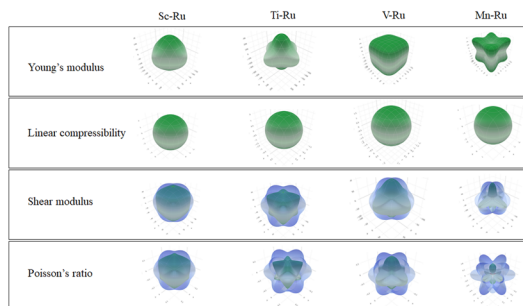 Sc-Ru Ti-Ru V-Ru Mn-Ru
Young's modulus
Linear compressibility
Shear modulus
Poisson's ratio